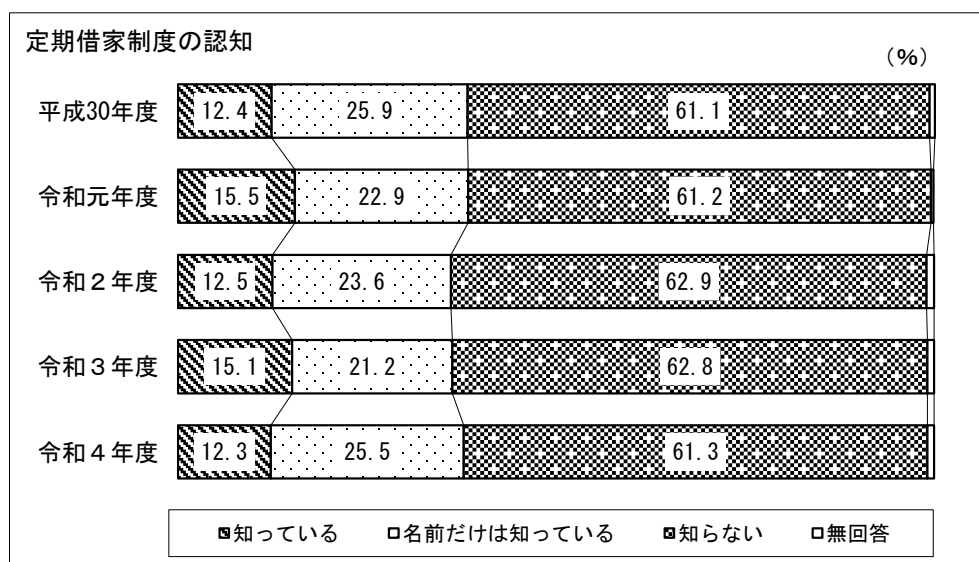 定期借家制度の認知
（%）
平成30年度 12.4 25.9 61.1
令和元年度 15.5 22.9 61.2
令和２年度 12.5 23.6 62.9
令和３年度 15.1 21.2 62.8
令和４年度 12.3 25.5 61.3
知っている 名前だけは知っている 知らない 無回答